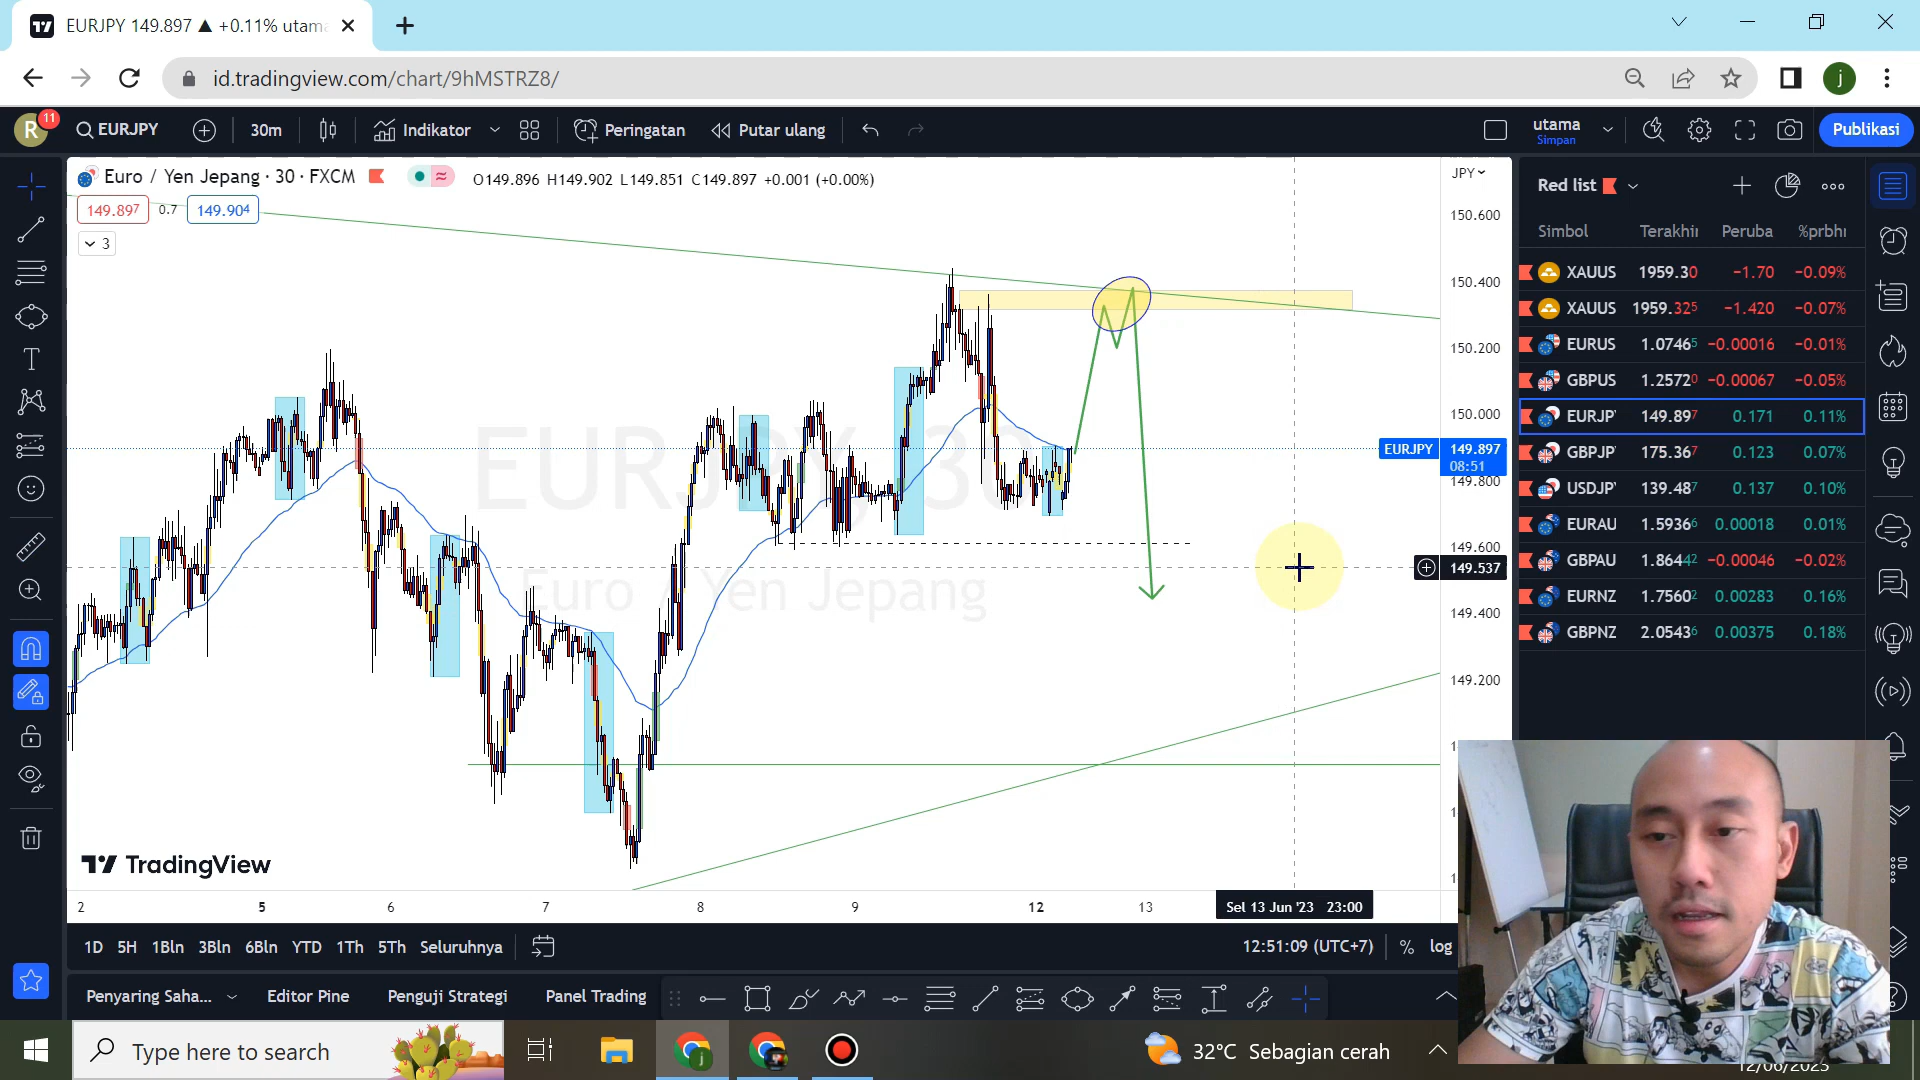 EURJPY 149.897 ▲ +0.11% utama
id.tradingview.com/chart/9hMSTRZ8/
j
R 11 EURJPY 30m Indikator Peringatan Putar ulang utama Simpan Publikasi
Euro / Yen Jepang · 30 · FXCM O149.896 H149.902 L149.851 C149.897 +0.001 (+0.00%)
149.897 0.7 149.904
3
JPY
150.600
150.400
150.200
150.000
EURJPY 149.897
08:51
149.800
149.600
149.537
149.400
149.200
EURJPY, 30
Euro / Yen Jepang
TradingView
2 5 6 7 8 9 12 13 Sel 13 Jun '23 23:00
1D 5H 1Bln 3Bln 6Bln YTD 1Th 5Th Seluruhnya 12:51:09 (UTC+7) % log
Penyaring Saha... Editor Pine Penguji Strategi Panel Trading
Red list
Simbol Terakhir Peruba %prbhi
XAUUS 1959.30 −1.70 −0.09%
XAUUS 1959.325 −1.420 −0.07%
EURUS 1.07465 −0.00016 −0.01%
GBPUS 1.25720 −0.00067 −0.05%
EURJP 149.897 0.171 0.11%
GBPJP 175.367 0.123 0.07%
USDJP 139.487 0.137 0.10%
EURAU 1.59366 0.00018 0.01%
GBPAU 1.86442 −0.00046 −0.02%
EURNZ 1.75602 0.00283 0.16%
GBPNZ 2.05436 0.00375 0.18%
Type here to search
32°C Sebagian cerah
12/06/2023